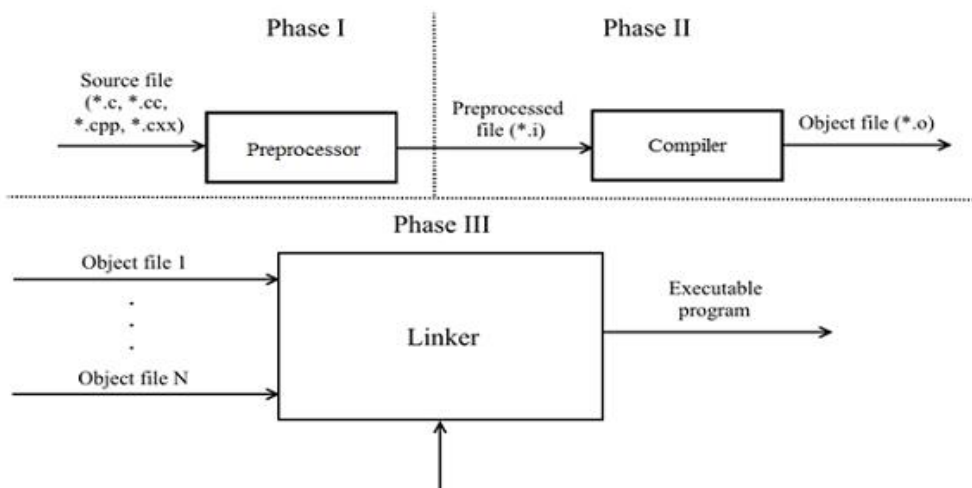 Phase I
Phase II
Source file
(*.c, *.cc,
*.cpp, *.cxx)
Preprocessor
Preprocessed
file (*.i)
Compiler
Object file (*.o)
Phase III
Object file 1
.
.
.
Object file N
Linker
Executable
program